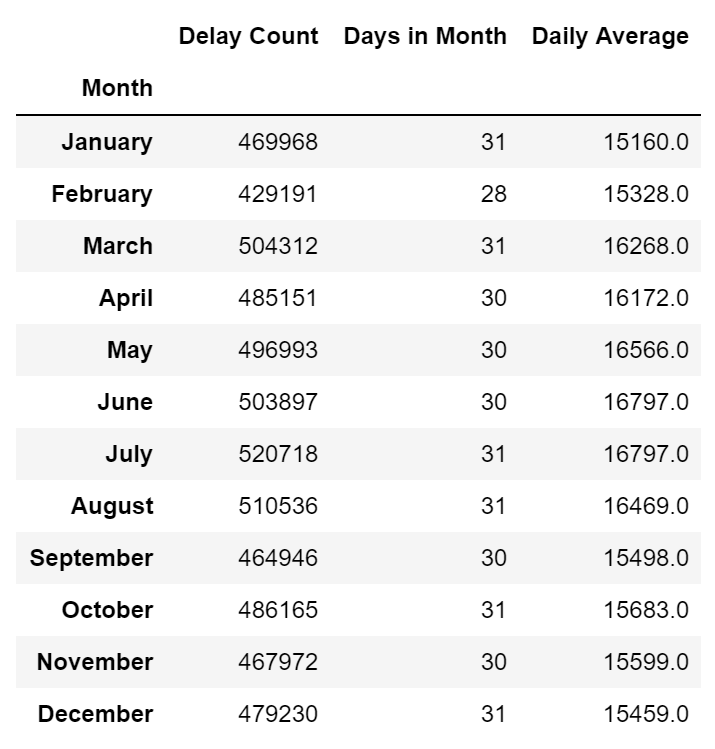 Delay Count Days in Month Daily Average
Month
January 469968 31 15160.0
February 429191 28 15328.0
March 504312 31 16268.0
April 485151 30 16172.0
May 496993 30 16566.0
June 503897 30 16797.0
July 520718 31 16797.0
August 510536 31 16469.0
September 464946 30 15498.0
October 486165 31 15683.0
November 467972 30 15599.0
December 479230 31 15459.0